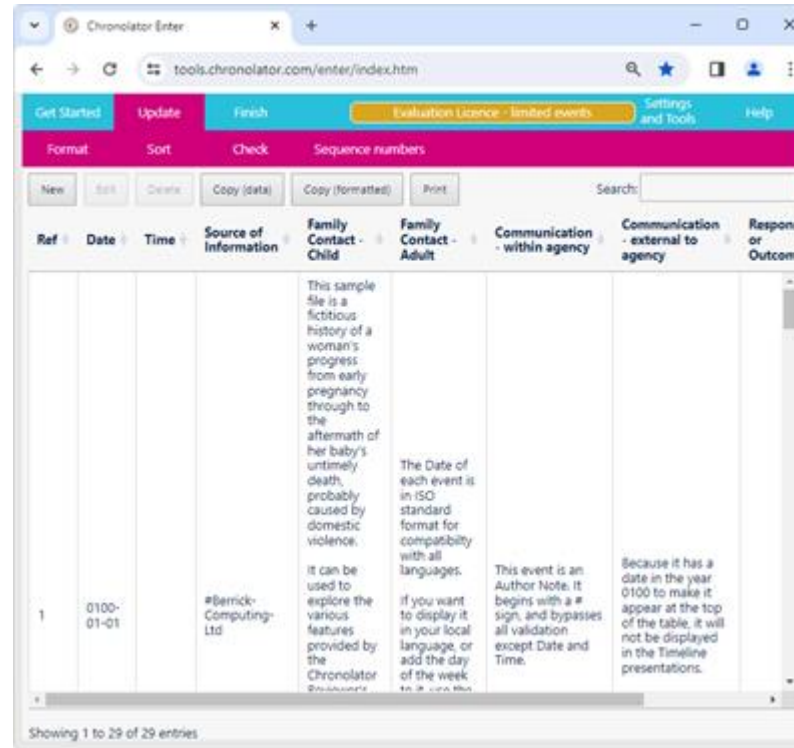 Chronolator Enter
tools.chronolator.com/enter/index.htm
Get Started
Update
Finish
Evaluation Licence - limited events
Settings
and Tools
Help
Format
Sort
Check
Sequence numbers
New
Edit
Delete
Copy (data)
Copy (formatted)
Print
Search:
Ref
Date
Time
Source of
Information
Family
Contact -
Child
Family
Contact -
Adult
Communication
- within agency
Communication
- external to
agency
Respon
or
Outcom
1
0100-
01-01
#Berrick-
Computing-
Ltd
This sample
file is a
fictitious
history of a
woman's
progress
from early
pregnancy
through to
the
aftermath of
her baby's
untimely
death,
probably
caused by
domestic
violence.
It can be
used to
explore the
various
features
provided by
the
Chronolator
Reviewer's
The Date of
each event is
in ISO
standard
format for
compatibilty
with all
languages.
If you want
to display it
in your local
language, or
add the day
of the week
to it, use the
This event is an
Author Note. It
begins with a #
sign, and bypasses
all validation
except Date and
Time.
Because it has a
date in the year
0100 to make it
appear at the top
of the table, it will
not be displayed
in the Timeline
presentations.
Showing 1 to 29 of 29 entries